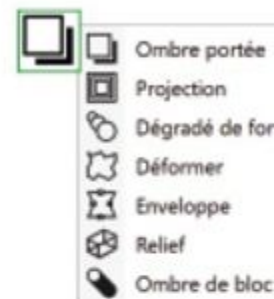 Ombre portée
Projection
Dégradé de for
Déformer
Enveloppe
Relief
Ombre de bloc